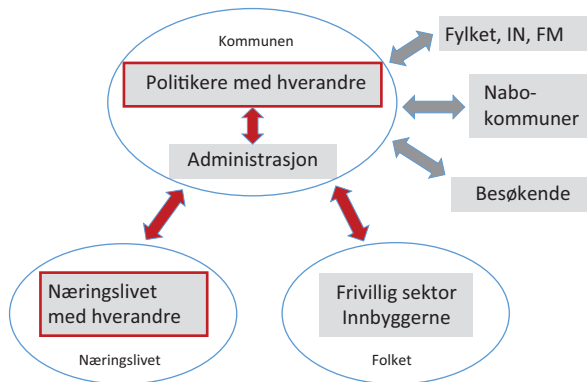 Kommunen
Politikere med hverandre
Administrasjon
Fylket, IN, FM
Nabo-
kommuner
Besøkende
Næringslivet
med hverandre
Næringslivet
Frivillig sektor
Innbyggerne
Folket